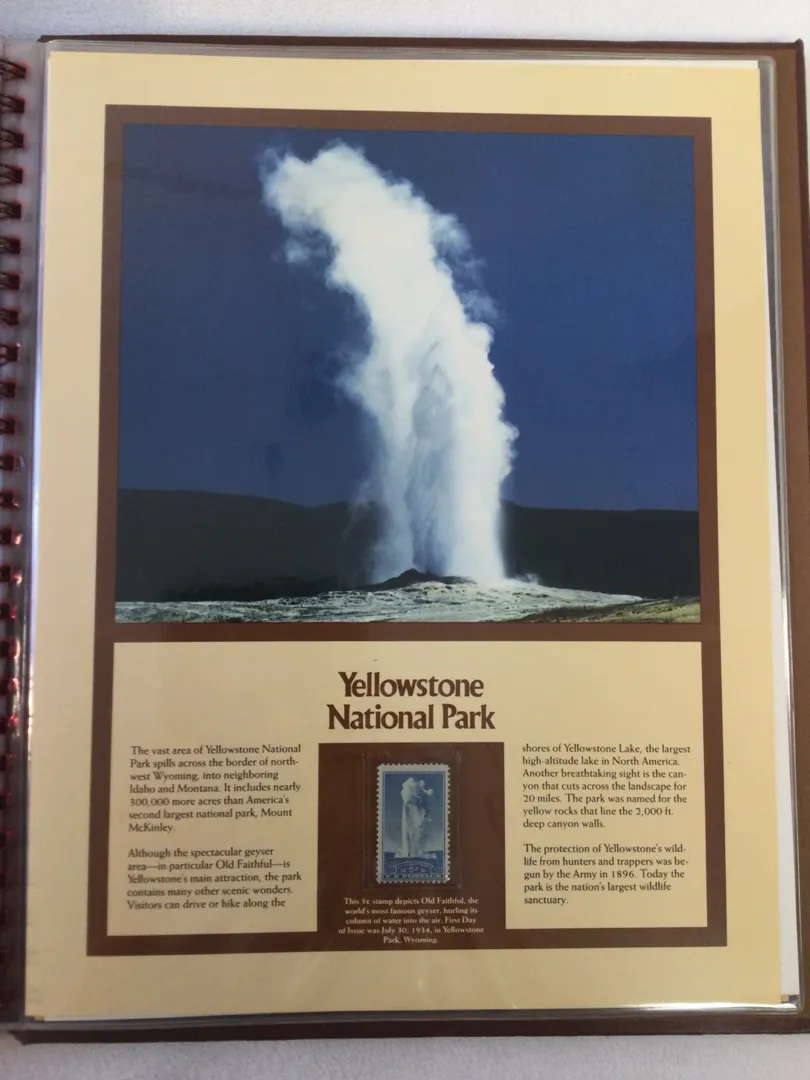 Yellowstone
National Park
The vast area of Yellowstone National
Park spills across the border of north-
west Wyoming, into neighboring
Idaho and Montana. It includes nearly
300,000 more acres than America's
second largest national park, Mount
McKinley.
Although the spectacular geyser
area—in particular Old Faithful—is
Yellowstone's main attraction, the park
contains many other scenic wonders.
Visitors can drive or hike along the
U.S. POSTAGE
This 5¢ stamp depicts Old Faithful, the
world's most famous geyser, hurling its
column of water into the air. First Day
of Issue was July 30, 1934, in Yellowstone
Park, Wyoming.
shores of Yellowstone Lake, the largest
high-altitude lake in North America.
Another breathtaking sight is the can-
yon that cuts across the landscape for
20 miles. The park was named for the
yellow rocks that line the 2,000 ft.
deep canyon walls.
The protection of Yellowstone's wild-
life from hunters and trappers was be-
gun by the Army in 1896. Today the
park is the nation's largest wildlife
sanctuary.